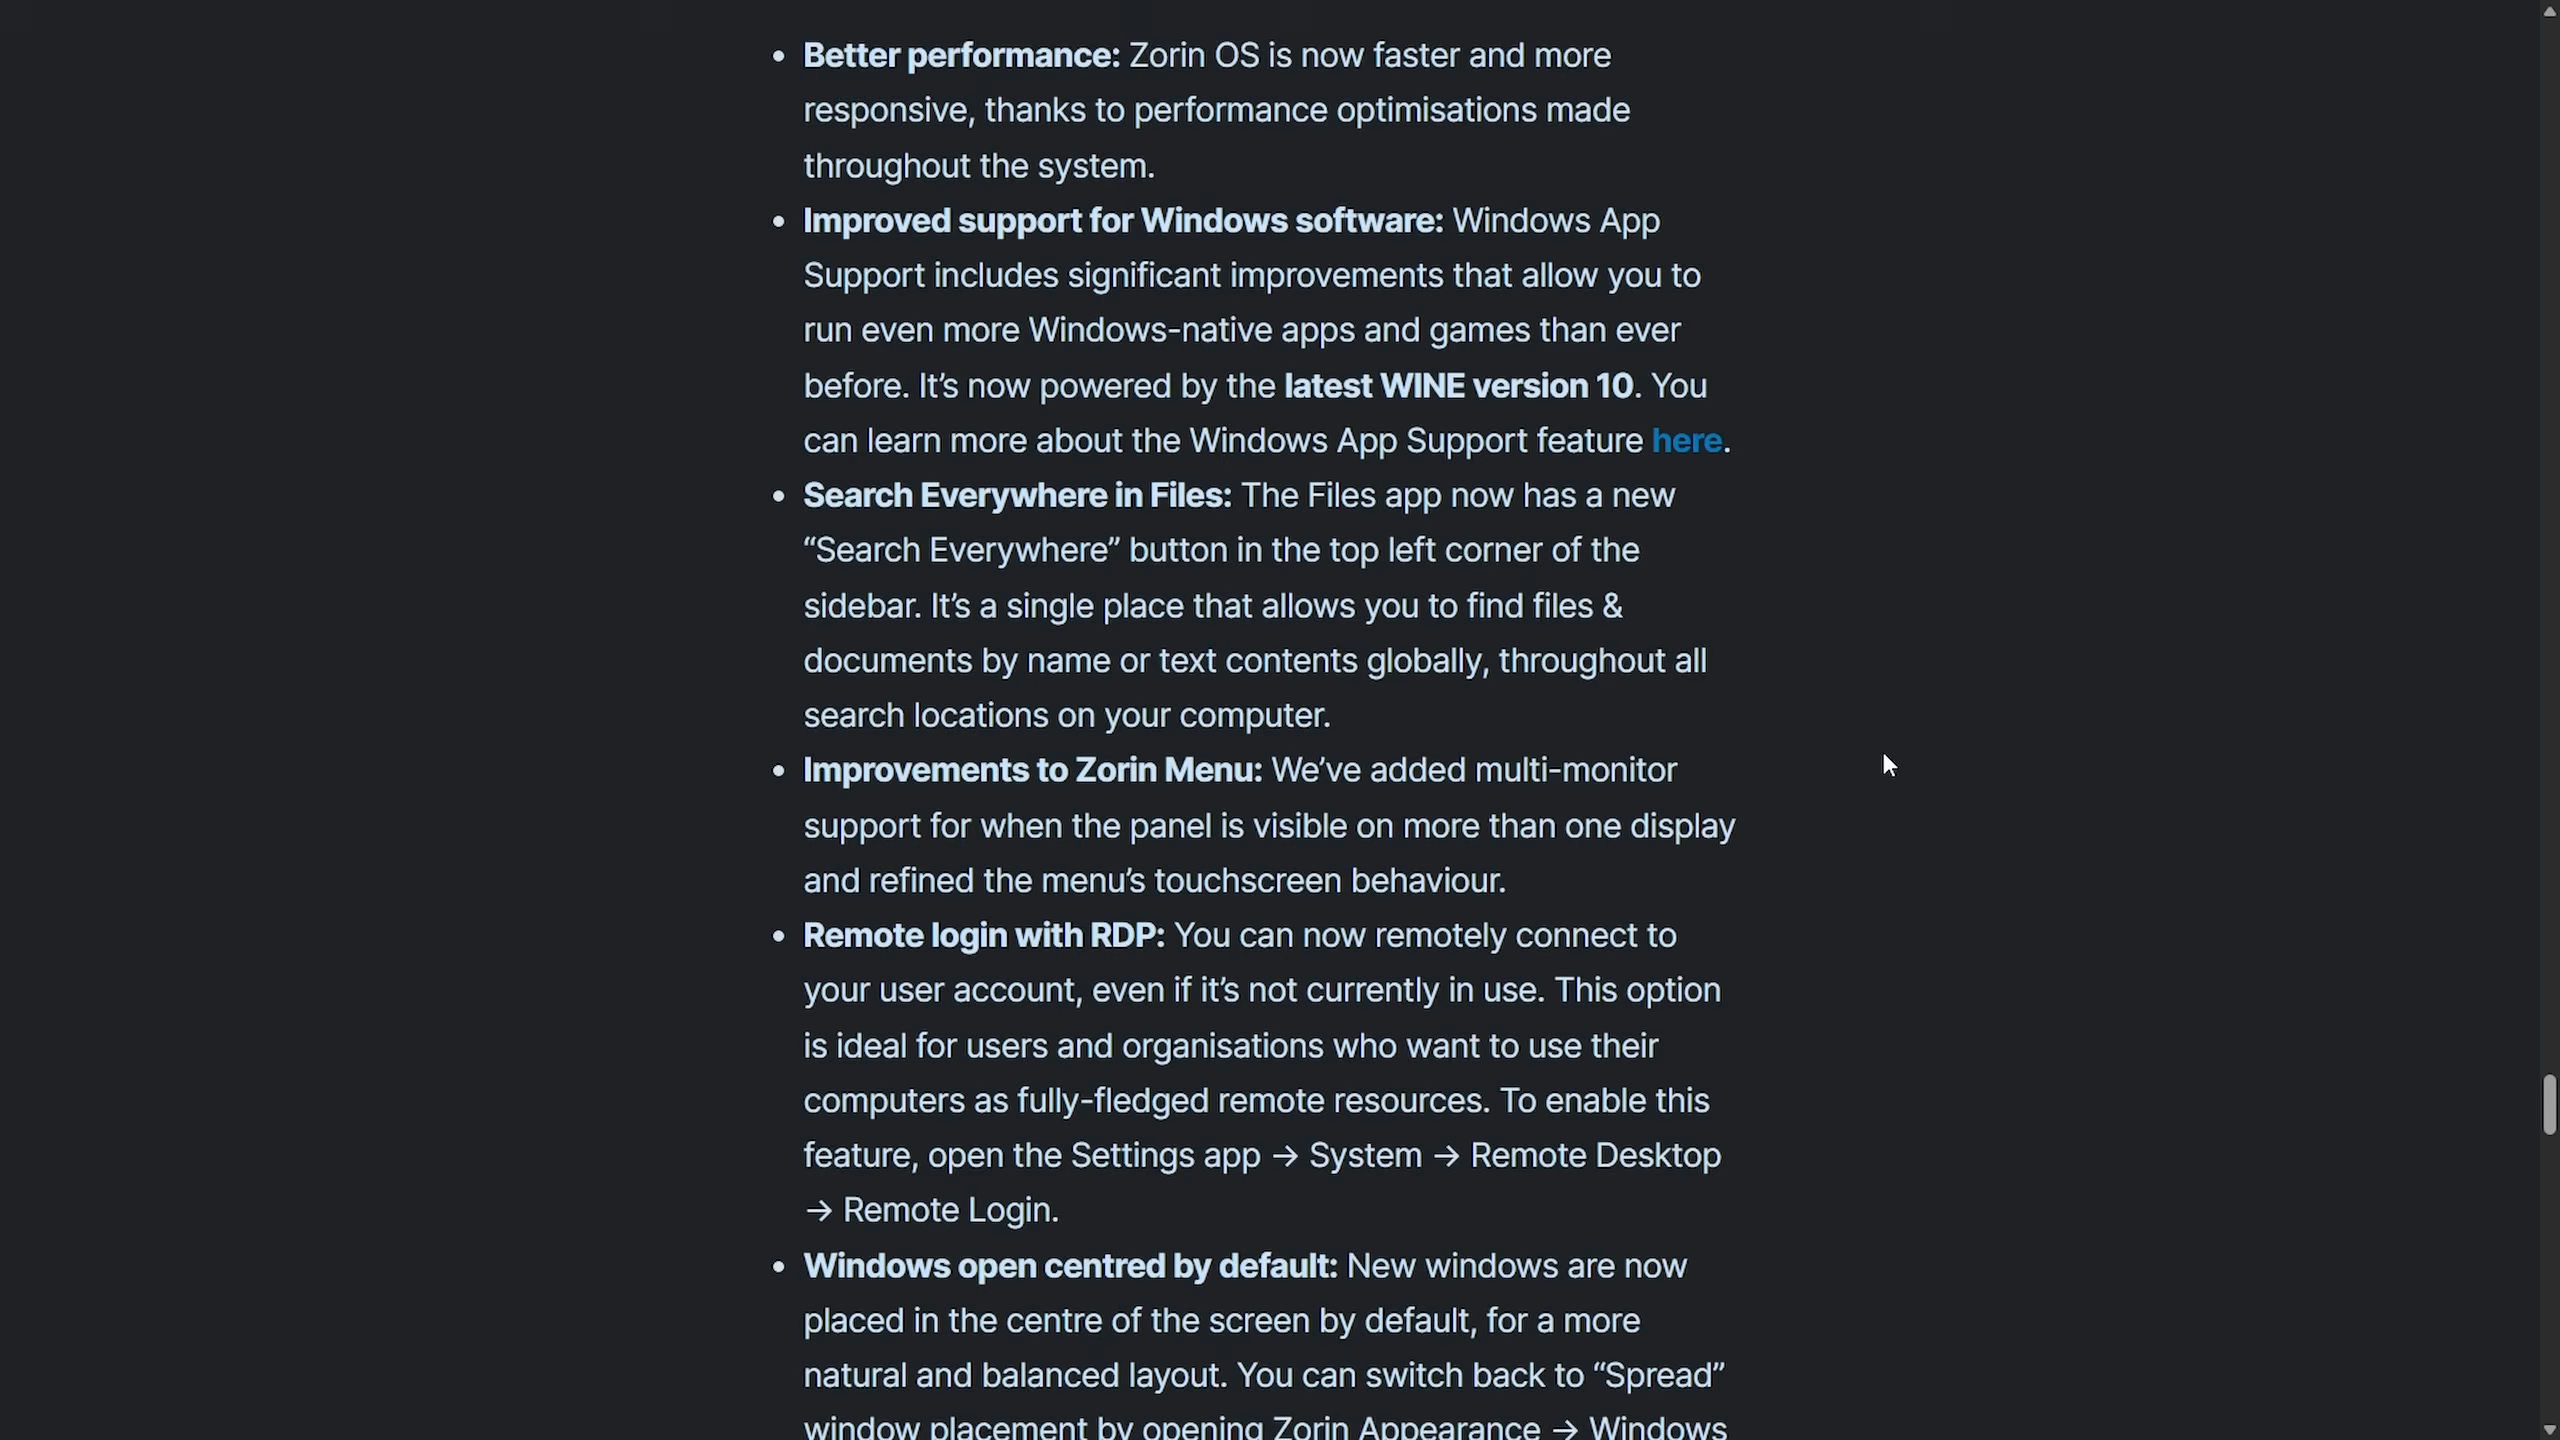 • Better performance: Zorin OS is now faster and more
responsive, thanks to performance optimisations made
throughout the system.
• Improved support for Windows software: Windows App
Support includes significant improvements that allow you to
run even more Windows-native apps and games than ever
before. It’s now powered by the latest WINE version 10. You
can learn more about the Windows App Support feature here.
• Search Everywhere in Files: The Files app now has a new
“Search Everywhere” button in the top left corner of the
sidebar. It’s a single place that allows you to find files &
documents by name or text contents globally, throughout all
search locations on your computer.
• Improvements to Zorin Menu: We’ve added multi-monitor
support for when the panel is visible on more than one display
and refined the menu’s touchscreen behaviour.
• Remote login with RDP: You can now remotely connect to
your user account, even if it’s not currently in use. This option
is ideal for users and organisations who want to use their
computers as fully-fledged remote resources. To enable this
feature, open the Settings app → System → Remote Desktop
→ Remote Login.
• Windows open centred by default: New windows are now
placed in the centre of the screen by default, for a more
natural and balanced layout. You can switch back to “Spread”
window placement by opening Zorin Appearance → Windows